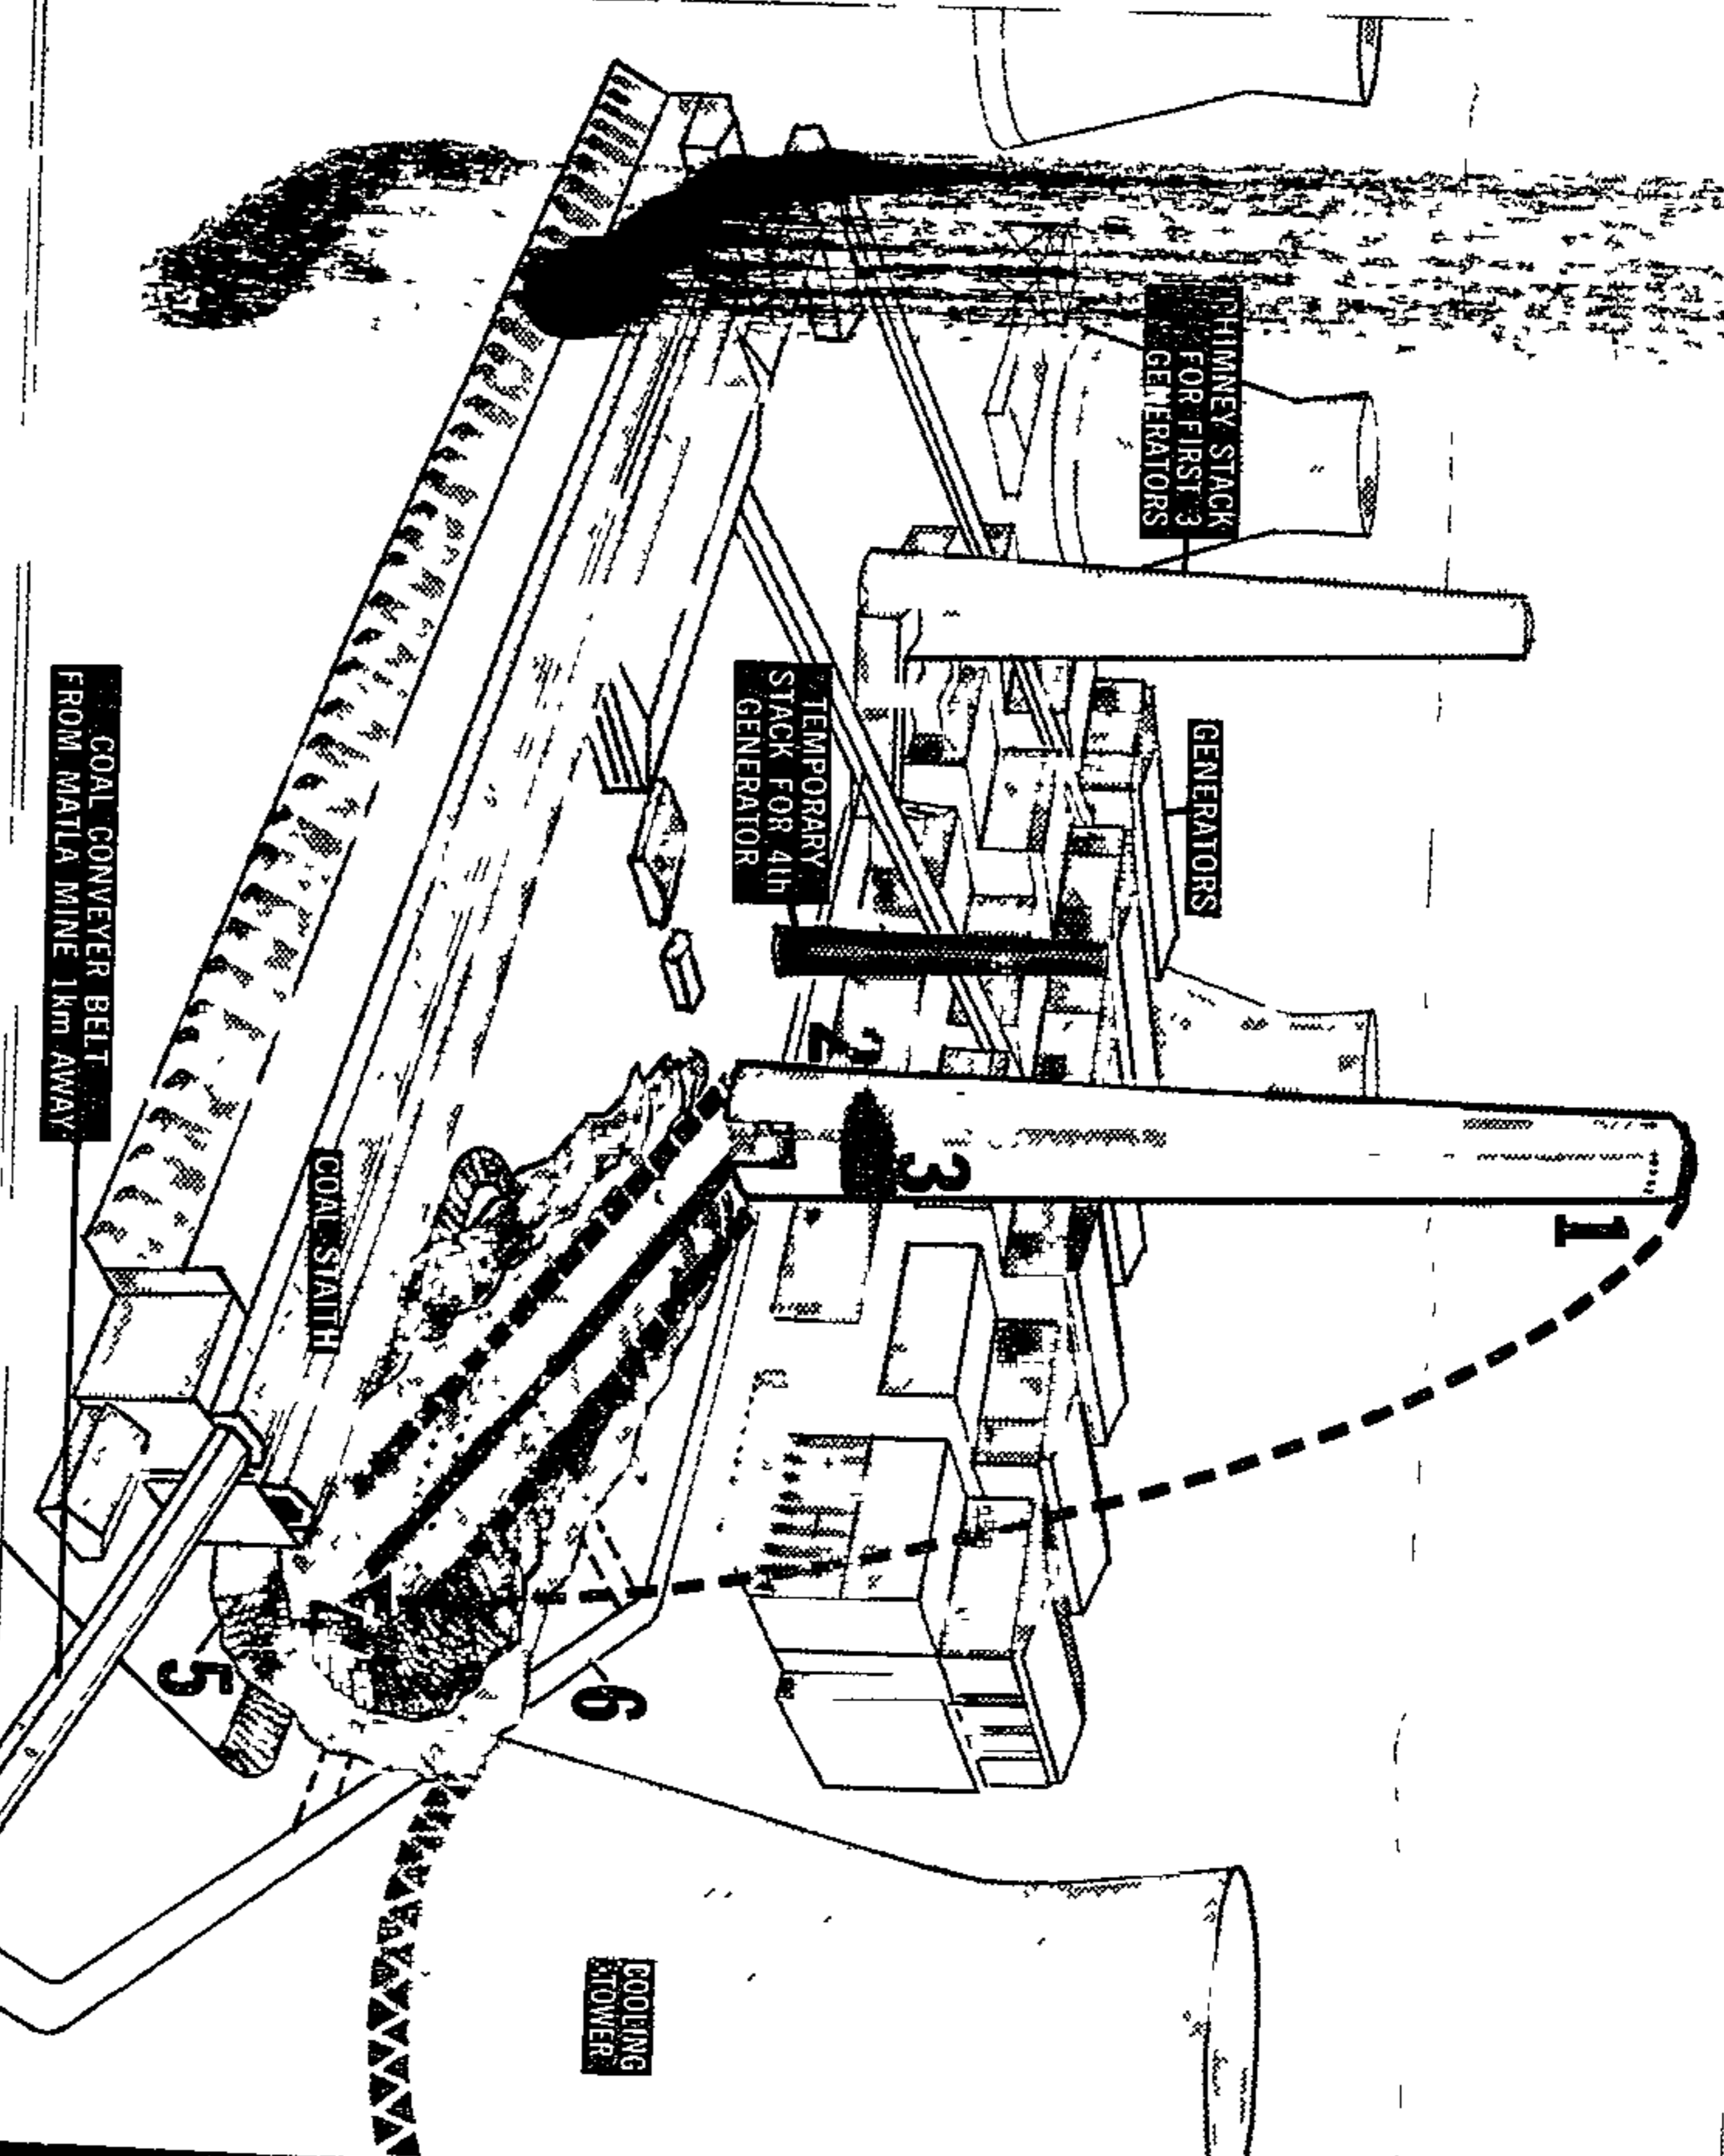 1
CHIMNEY STACK
FOR FIRST 3
GENERATORS
GENERATORS
3
2
TEMPORARY
STACK FOR 4th
GENERATOR
6
COOLING
TOWER
4
COAL STAITH
5
COAL CONVEYER BELT
FROM MATLA MINE 1km AWAY